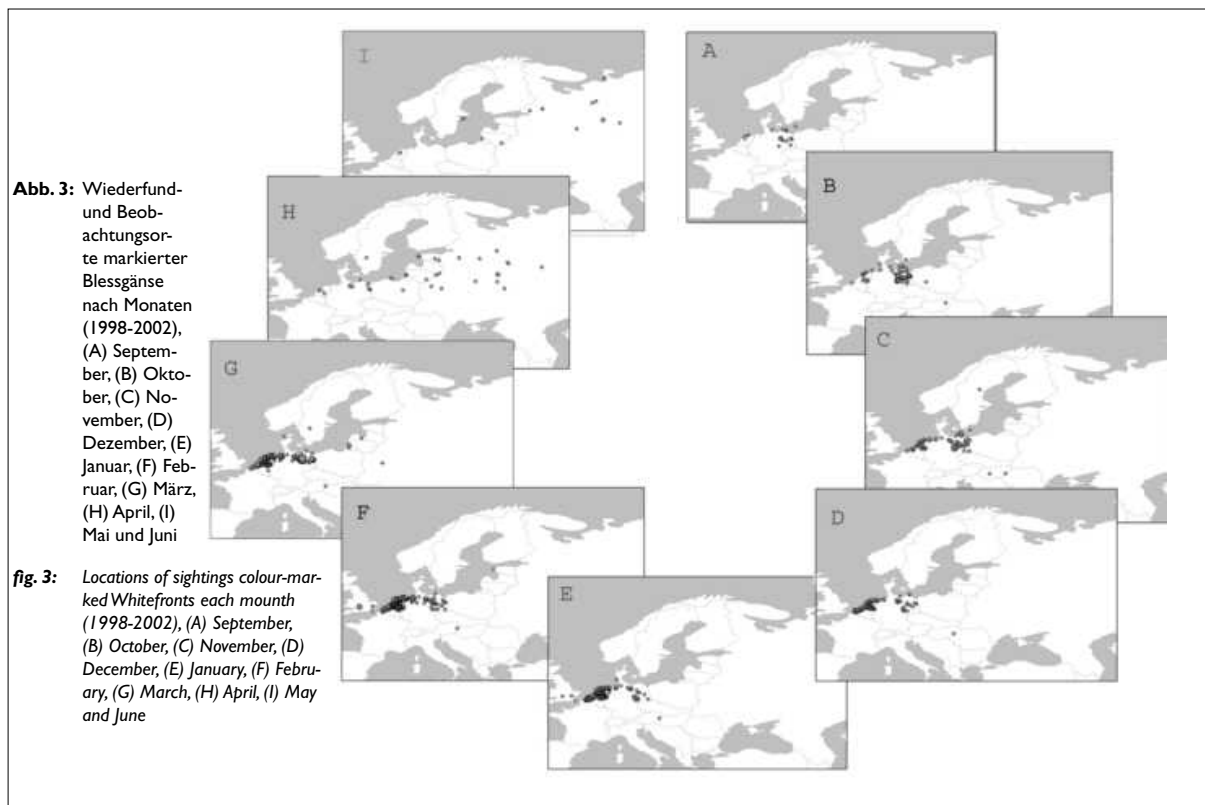 Abb. 3: Wiederfund-
und Beob-
achtungsor-
te markierter
Blessgänse
nach Monaten
(1998-2002),
(A) Septem-
ber, (B) Okto-
ber, (C) No-
vember, (D)
Dezember, (E)
Januar, (F) Feb-
ruar, (G) März,
(H) April, (I)
Mai und Juni
fig. 3: Locations of sightings colour-mar-
ked Whitefronts each mounth
(1998-2002), (A) September,
(B) October, (C) November, (D)
December, (E) January, (F) Febru-
ary, (G) March, (H) April, (I) May
and June
A
B
C
D
E
F
G
H
I